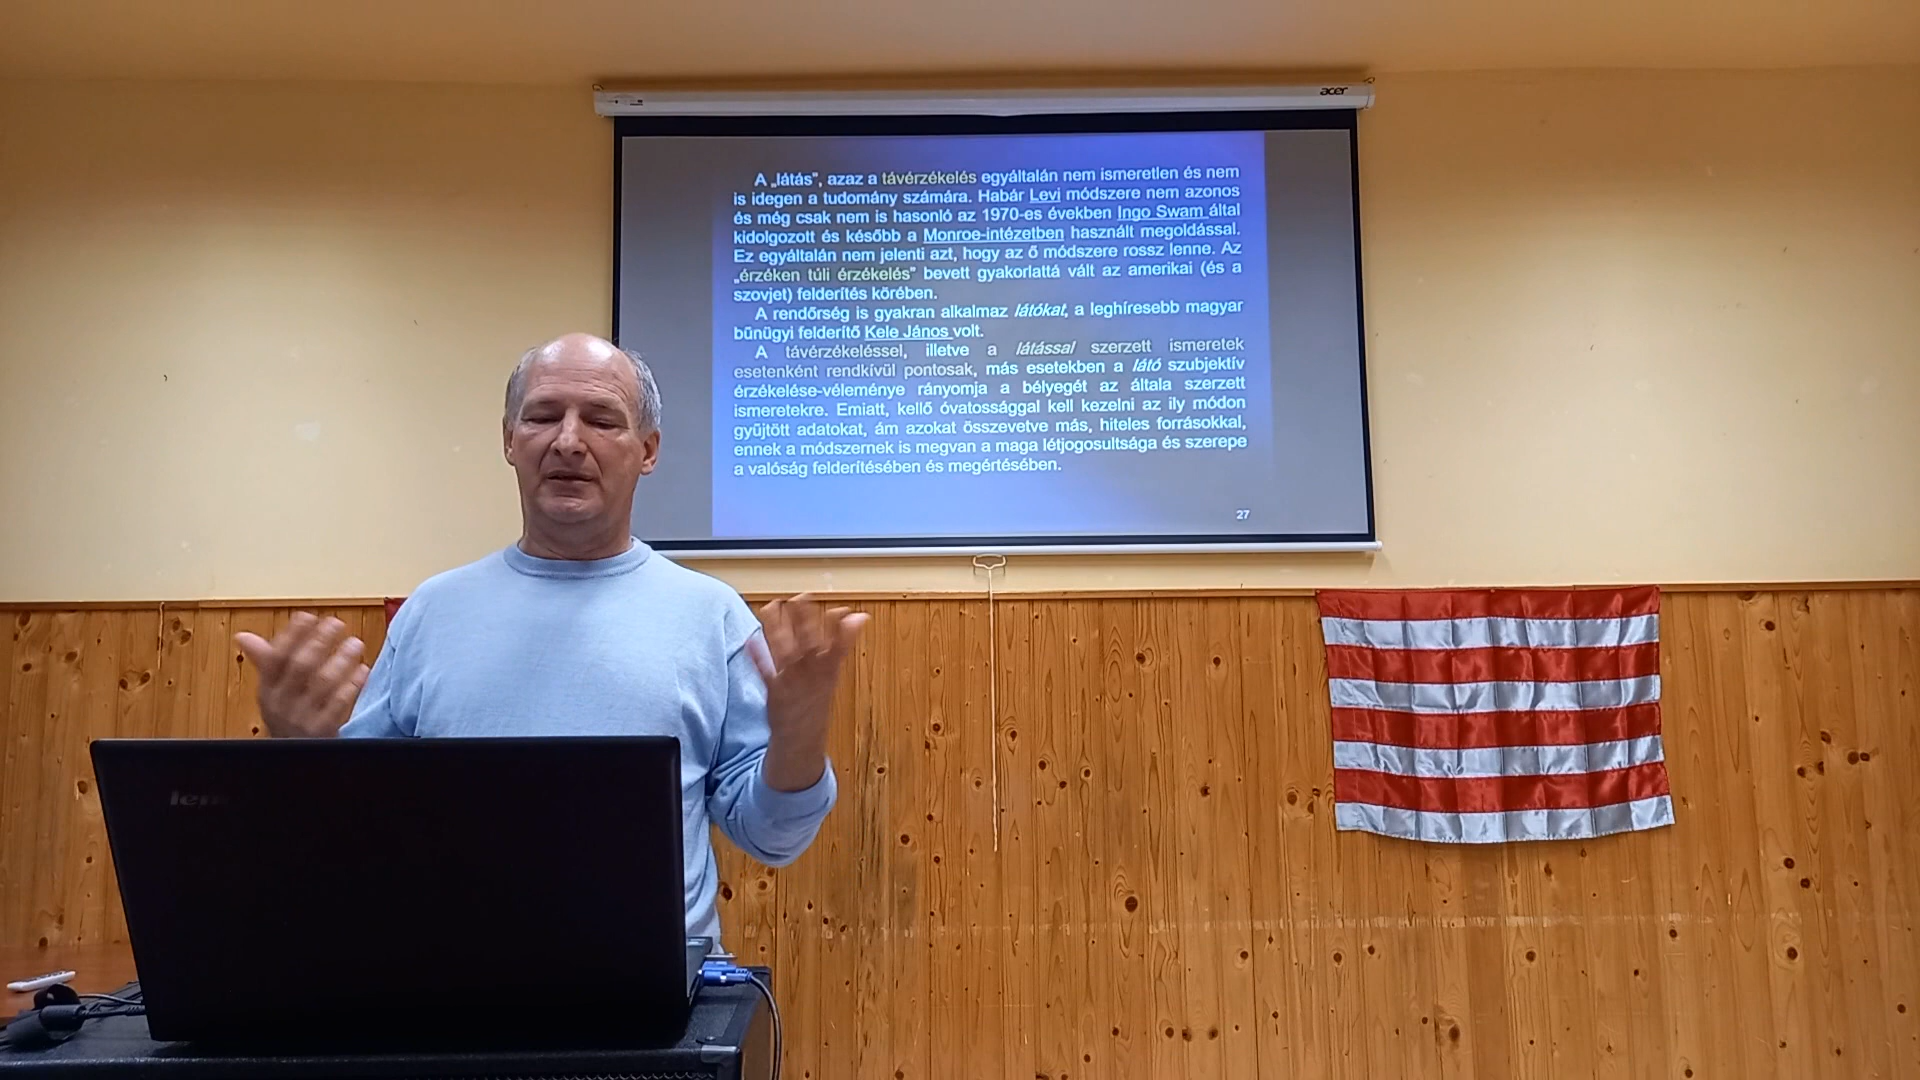 acer
A „látás”, azaz a távérzékelés egyáltalán nem ismeretlen és nem
is idegen a tudomány számára. Habár Levi módszere nem azonos
és még csak nem is hasonló az 1970-es években Ingo Swam által
kidolgozott és később a Monroe-intézetben használt megoldással.
Ez egyáltalán nem jelenti azt, hogy az ő módszere rossz lenne. Az
„érzéken túli érzékelés” bevett gyakorlattá vált az amerikai (és a
szovjet) felderítés körében.
A rendőrség is gyakran alkalmaz látókat, a leghíresebb magyar
bűnügyi felderítő Kele János volt.
A távérzékeléssel, illetve a látással szerzett ismeretek
esetenként rendkívül pontosak, más esetekben a látó szubjektív
érzékelése-véleménye rányomja a bélyegét az általa szerzett
ismeretekre. Emiatt, kellő óvatossággal kell kezelni az ily módon
gyűjtött adatokat, ám azokat összevetve más, hiteles forrásokkal,
ennek a módszernek is megvan a maga létjogosultsága és szerepe
a valóság felderítésében és megértésében.
27